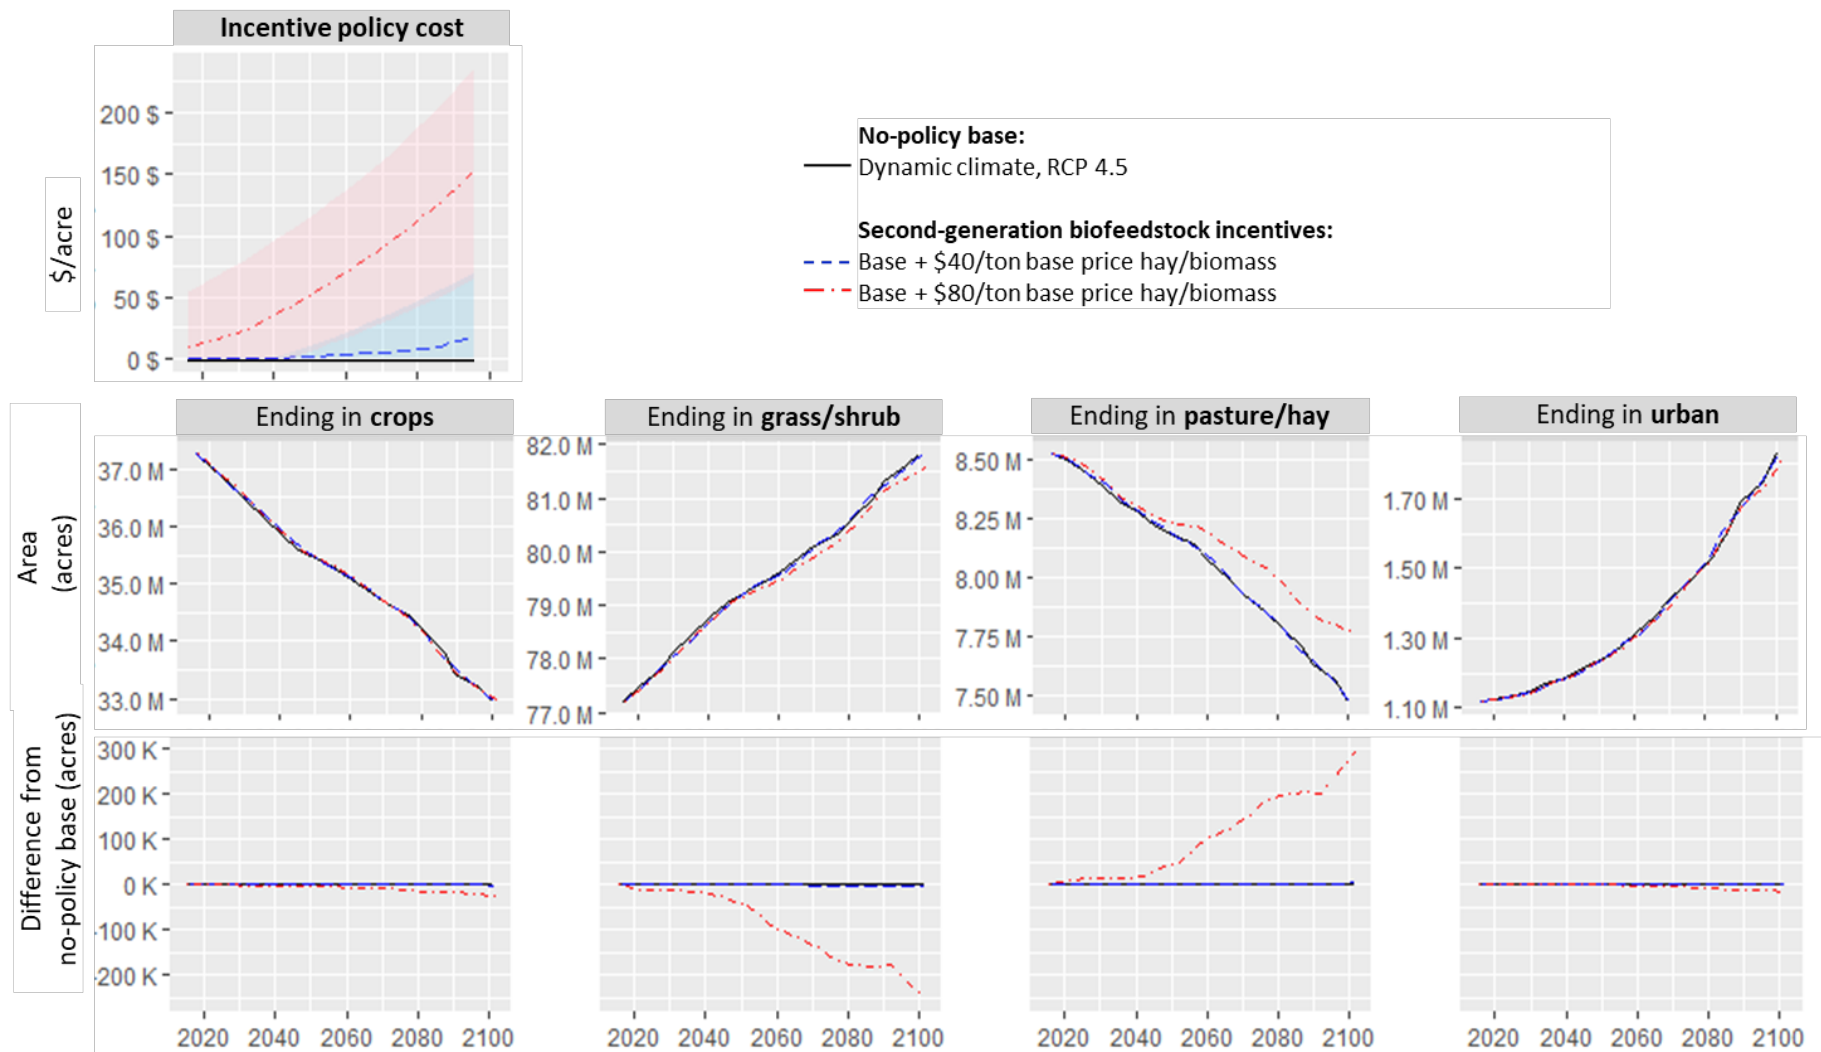 Incentive policy cost
200 $
150 $
100 $
50 $
0 $
$/acre
No-policy base:
Dynamic climate, RCP 4.5
Second-generation biofeedstock incentives:
Base + $40/ton base price hay/biomass
Base + $80/ton base price hay/biomass
Ending in crops
Ending in grass/shrub
Ending in pasture/hay
Ending in urban
Area
(acres)
37.0 M
36.0 M
35.0 M
34.0 M
33.0 M
82.0 M
81.0 M
80.0 M
79.0 M
78.0 M
77.0 M
8.50 M
8.25 M
8.00 M
7.75 M
7.50 M
1.70 M
1.50 M
1.30 M
1.10 M
Difference from
no-policy base (acres)
300 K
200 K
100 K
0 K
-100 K
-200 K
2020 2040 2060 2080 2100
2020 2040 2060 2080 2100
2020 2040 2060 2080 2100
2020 2040 2060 2080 2100